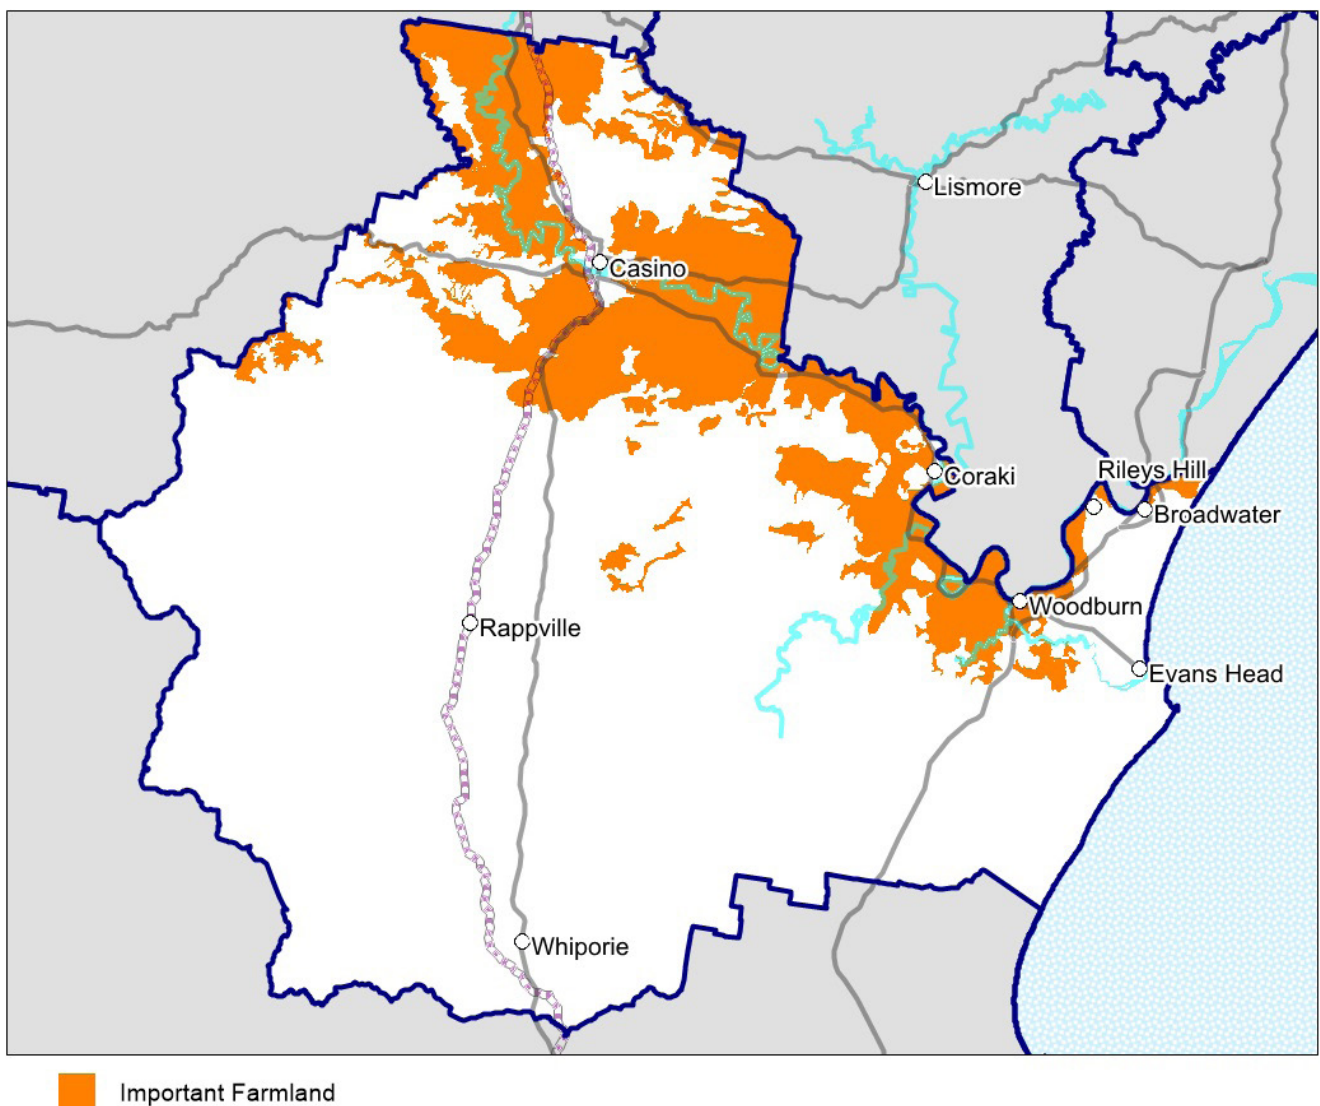 Lismore
Casino
Rileys Hill
Coraki
Broadwater
Woodburn
Rappville
Evans Head
Whiporie
Important Farmland